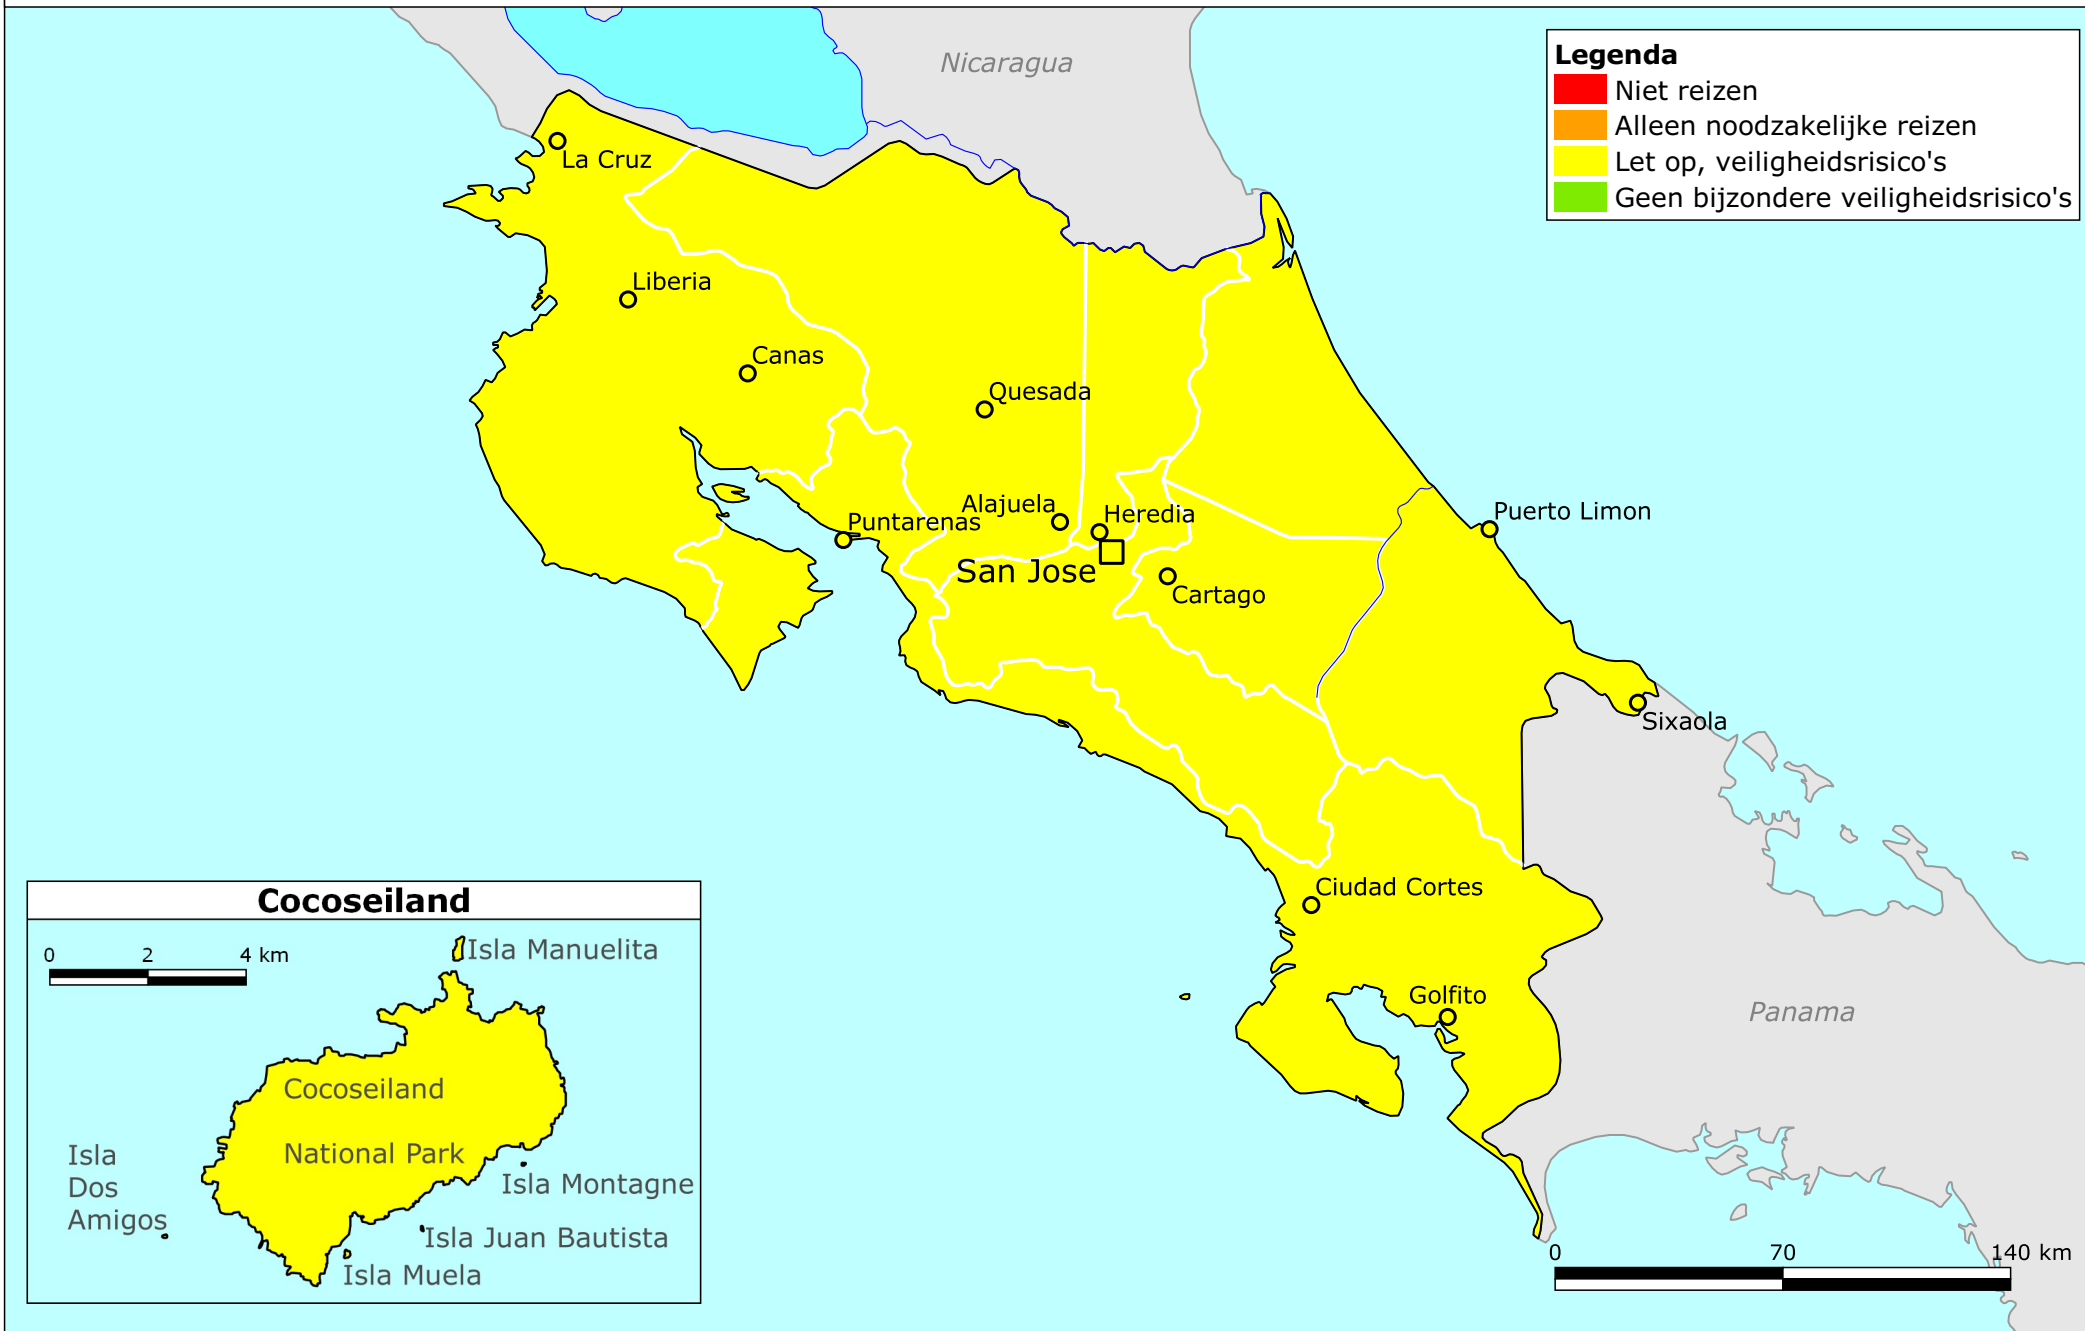 Nicaragua
Legenda
Niet reizen
Alleen noodzakelijke reizen
Let op, veiligheidsrisico's
Geen bijzondere veiligheidsrisico's
La Cruz
Liberia
Canas
Quesada
Alajuela
Heredia
Puntarenas
Puerto Limon
San Jose
Cartago
Sixaola
Ciudad Cortes
Golfito
Panama
Cocoseiland
0 2 4 km
Isla Manuelita
Cocoseiland
National Park
Isla
Dos
Amigos
Isla Montagne
Isla Juan Bautista
Isla Muela
0 70 140 km